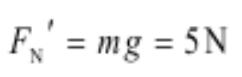 F_N′ = mg = 5N